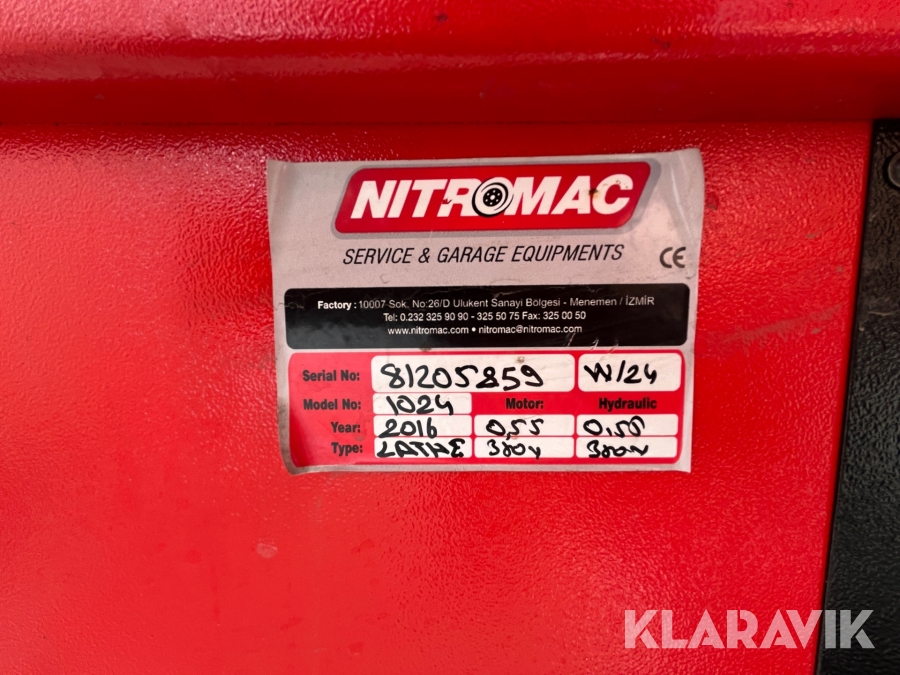 NITROMAC
SERVICE & GARAGE EQUIPMENTS CE
Factory : 10007 Sok. No:26/D Ulukent Sanayi Bölgesi - Menemen / İZMİR
Tel: 0.232 325 90 90 - 325 50 75 Fax: 325 00 50
www.nitromac.com • nitromac@nitromac.com
Serial No: 81205859 W/24
Model No: 1024 Motor: Hydraulic
Year: 2016 0,55 0,55
Type: LATHE 380v 380v
KLARAVIK